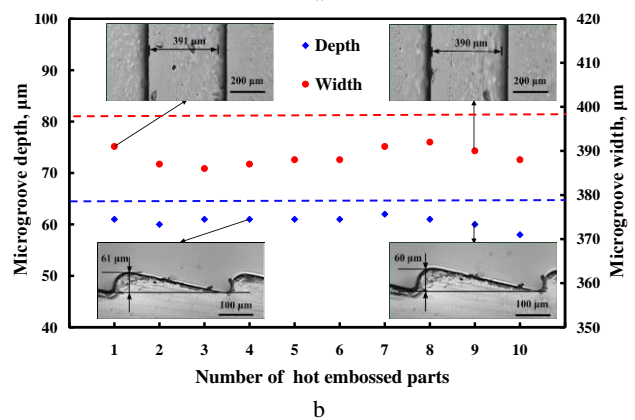 100
90
80
70
60
50
40
Microgroove depth, µm
420
410
400
390
380
370
360
350
Microgroove width, µm
391 µm
200 µm
Depth
Width
390 µm
200 µm
61 µm
100 µm
60 µm
100 µm
1 2 3 4 5 6 7 8 9 10
Number of hot embossed parts
b